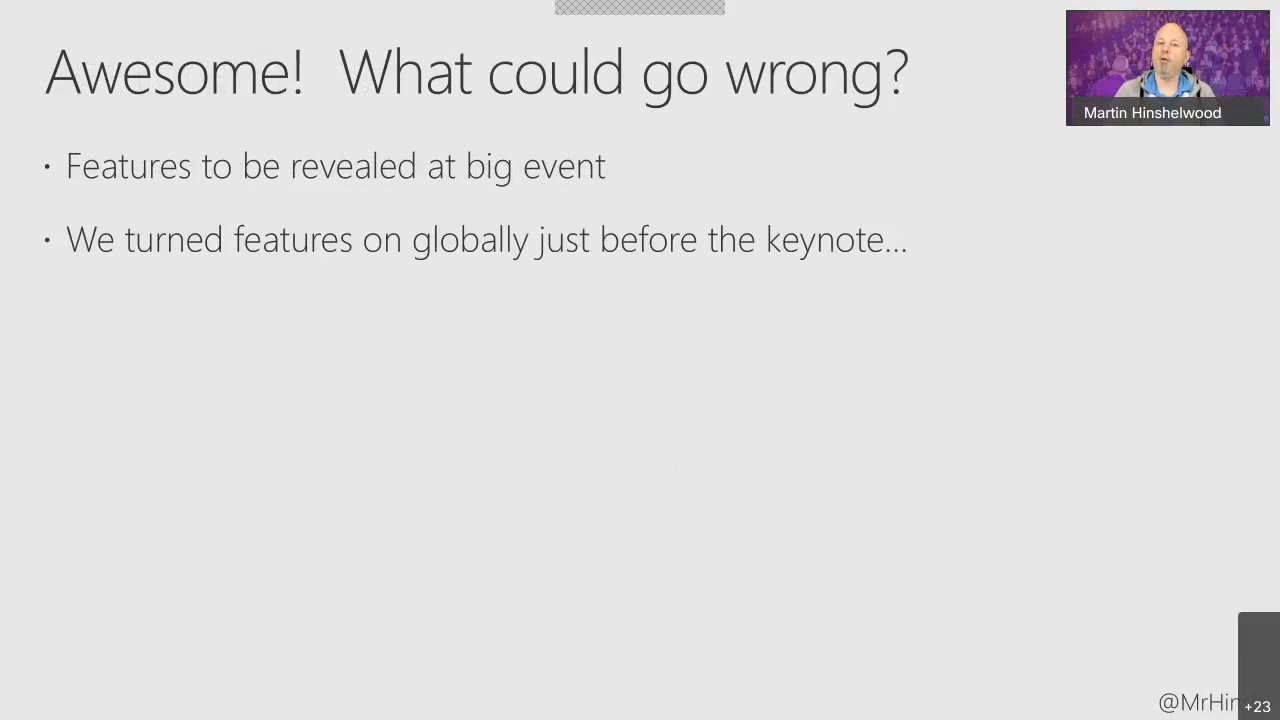 Awesome! What could go wrong?
Martin Hinshelwood
• Features to be revealed at big event
• We turned features on globally just before the keynote...
@MrHin
+23